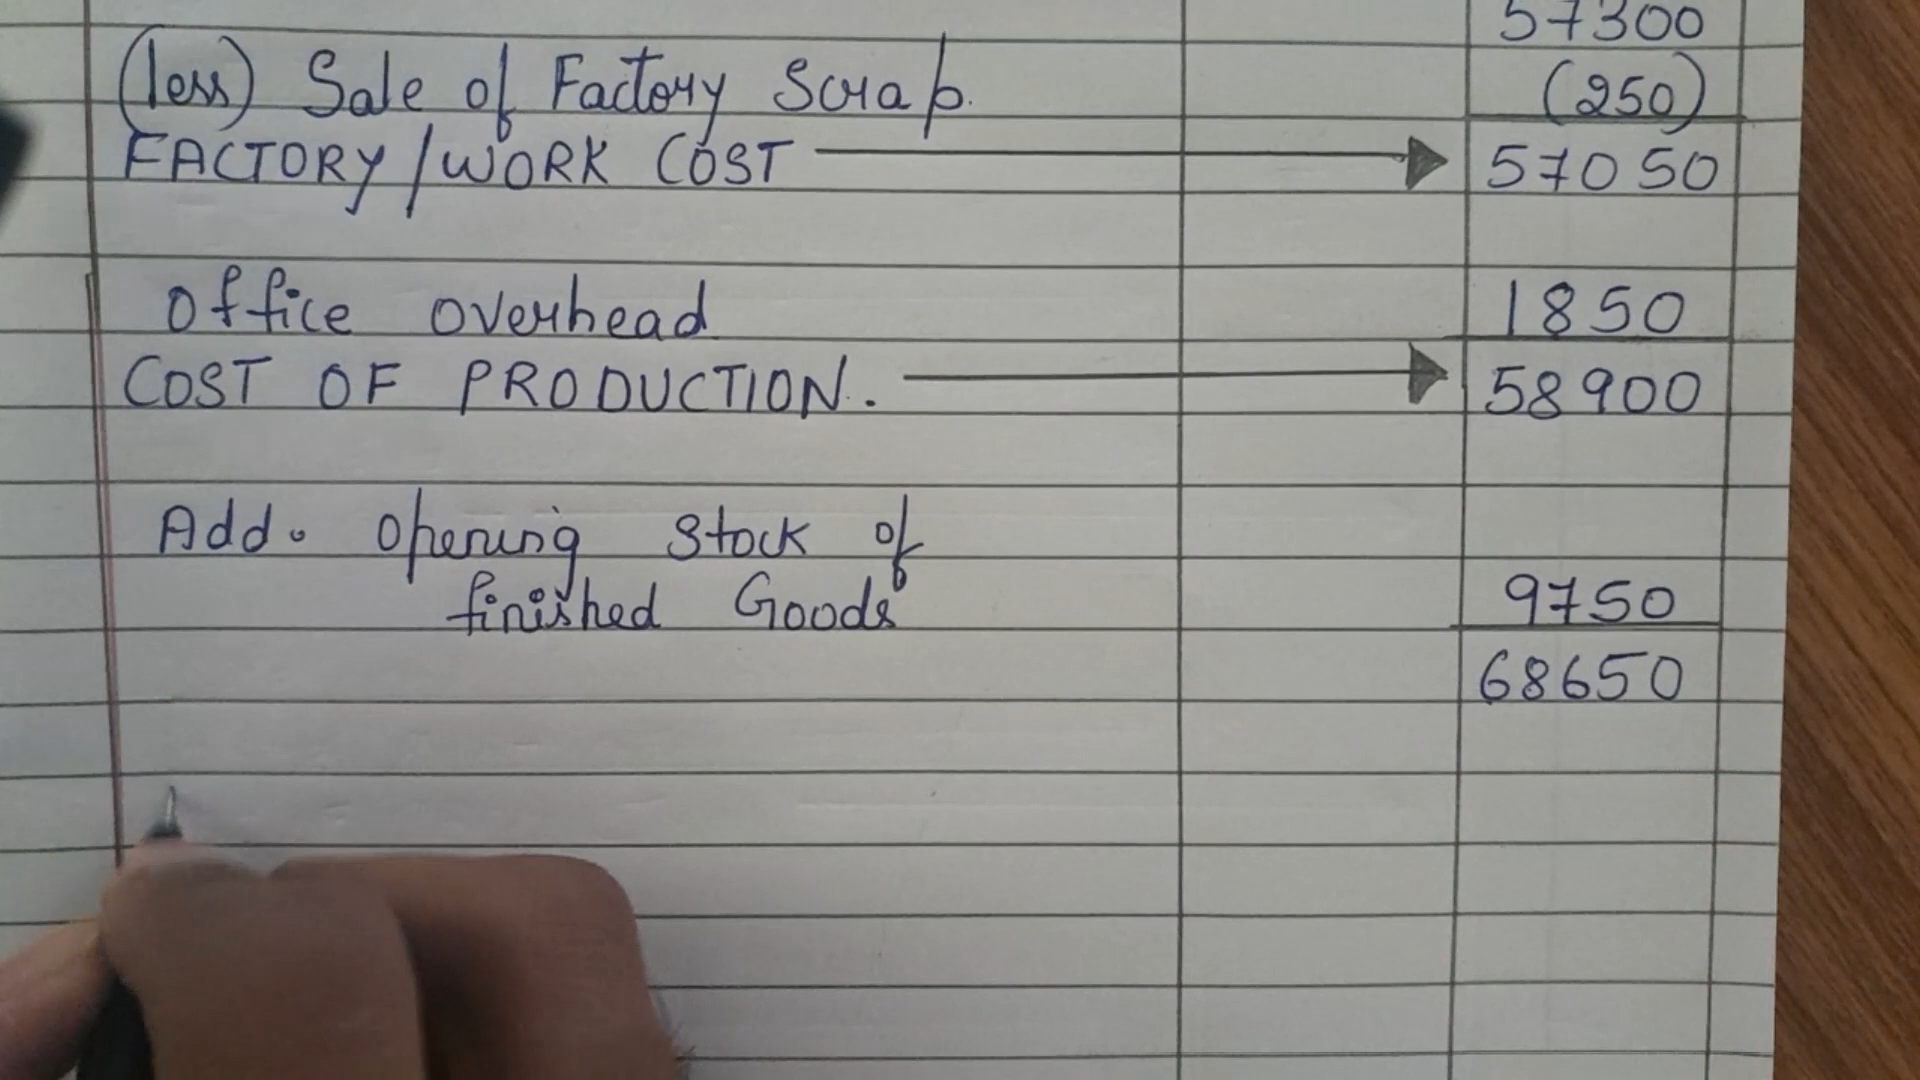 57300
(less) Sale of Factory Scrap. (250)
FACTORY/WORK COST 57050
Office overhead 1850
COST OF PRODUCTION. 58900
Add. Opening Stock of
finished Goods 9750
68650